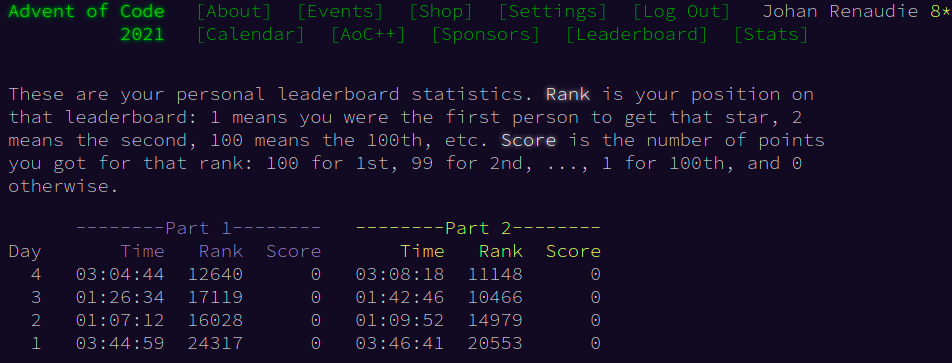 Advent of Code [About] [Events] [Shop] [Settings] [Log Out] Johan Renaudie 8*
2021 [Calendar] [AoC++] [Sponsors] [Leaderboard] [Stats]
These are your personal leaderboard statistics. Rank is your position on
that leaderboard: 1 means you were the first person to get that star, 2
means the second, 100 means the 100th, etc. Score is the number of points
you got for that rank: 100 for 1st, 99 for 2nd, ..., 1 for 100th, and 0
otherwise.
--------Part 1-------- --------Part 2--------
Day Time Rank Score Time Rank Score
4 03:04:44 12640 0 03:08:18 11148 0
3 01:26:34 17119 0 01:42:46 10466 0
2 01:07:12 16028 0 01:09:52 14979 0
1 03:44:59 24317 0 03:46:41 20553 0